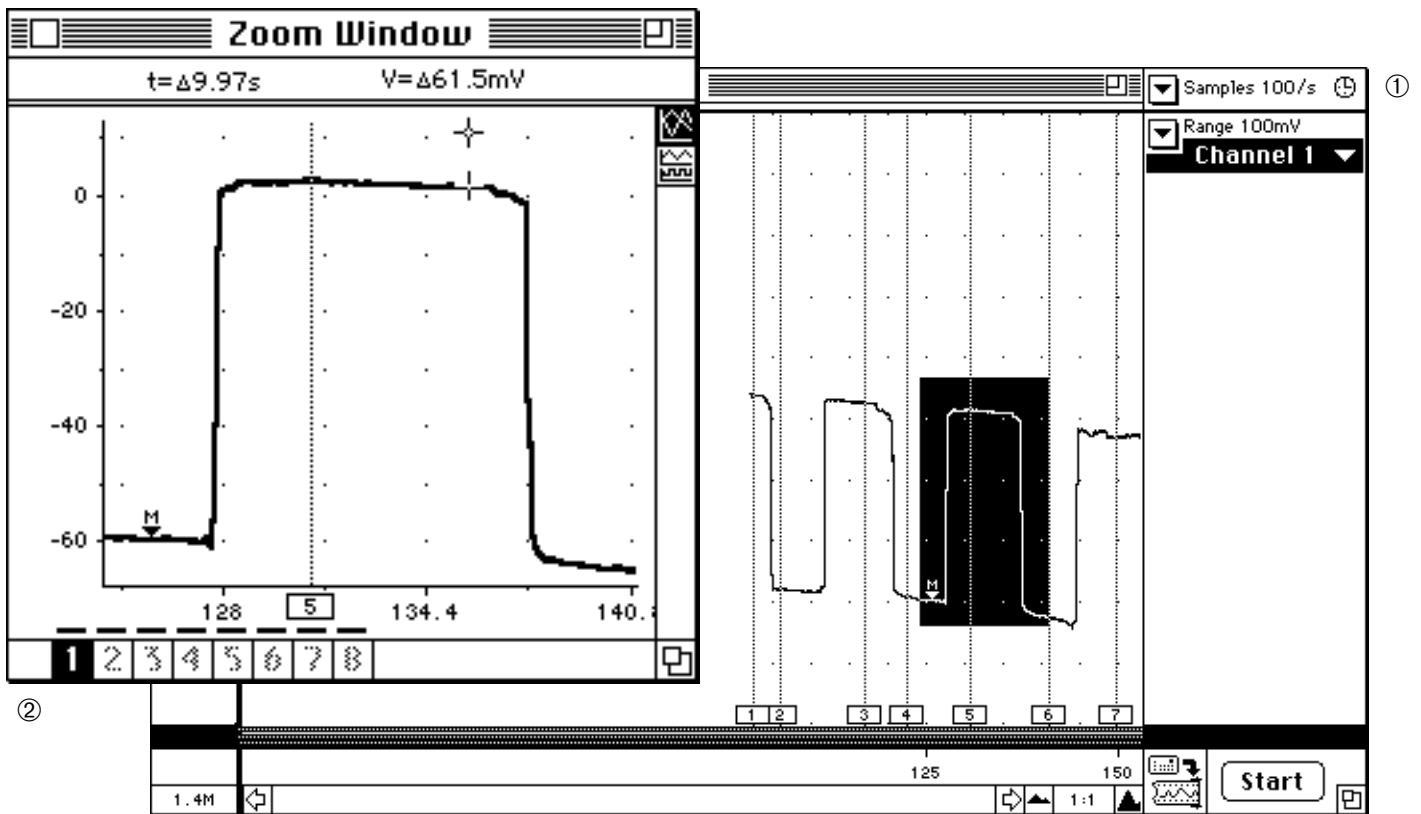 Zoom Window
t=Δ9.97s V=Δ61.5mV
0
-20
-40
-60
M
128 5 134.4 140.
1 2 3 4 5 6 7 8
②
Samples 100/s ①
Range 100mV
Channel 1
M
1 2 3 4 5 6 7
125 150
1.4M 1:1 Start